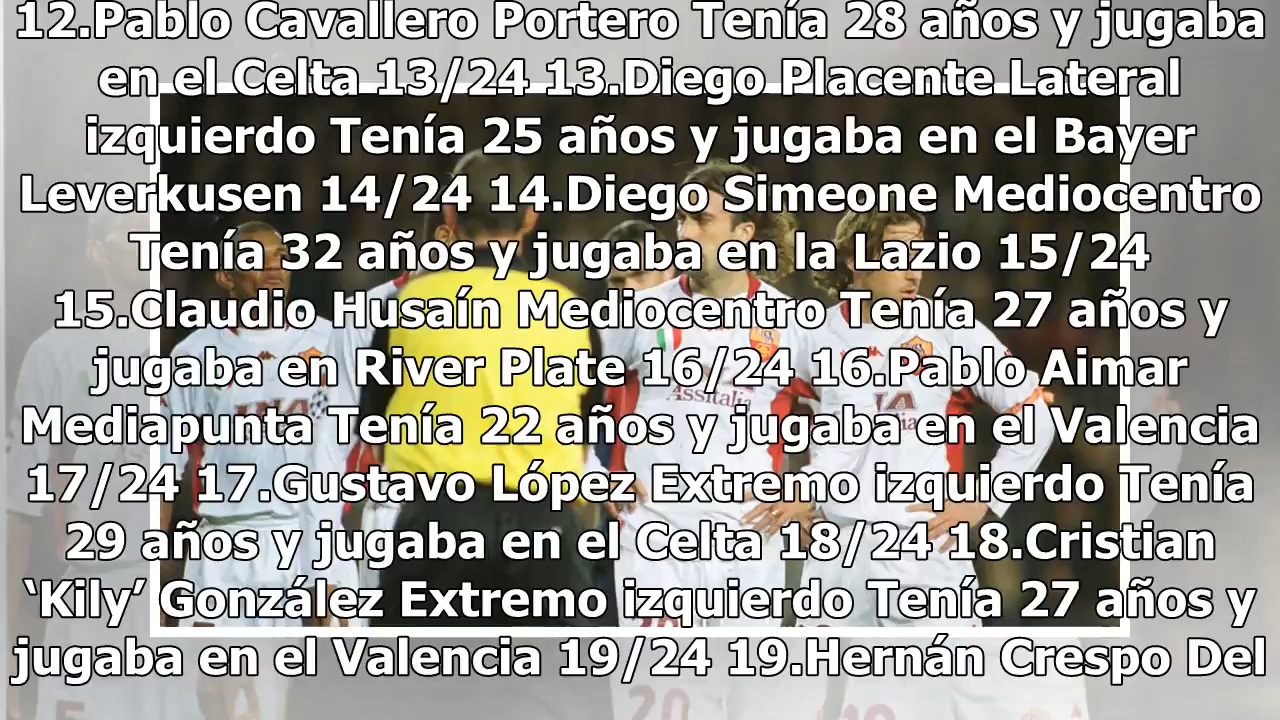 12.Pablo Cavallero Portero Tenía 28 años y jugaba
en el Celta 13/24 13.Diego Placente Lateral
izquierdo Tenía 25 años y jugaba en el Bayer
Leverkusen 14/24 14.Diego Simeone Mediocentro
Tenía 32 años y jugaba en la Lazio 15/24
15.Claudio Husaín Mediocentro Tenía 27 años y
jugaba en River Plate 16/24 16.Pablo Aimar
Mediapunta Tenía 22 años y jugaba en el Valencia
17/24 17.Gustavo López Extremo izquierdo Tenía
29 años y jugaba en el Celta 18/24 18.Cristian
‘Kily’ González Extremo izquierdo Tenía 27 años y
jugaba en el Valencia 19/24 19.Hernán Crespo Del
Assitalia
20